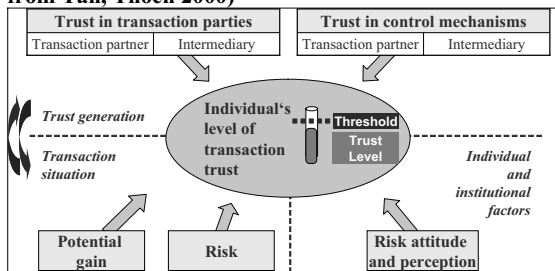 from Tan, Thoen 2000)
Trust in transaction parties
Transaction partner Intermediary
Trust in control mechanisms
Transaction partner Intermediary
Individual's
level of
transaction
trust
Threshold
Trust
Level
Trust generation
Transaction
situation
Individual
and
institutional
factors
Potential
gain
Risk
Risk attitude
and perception